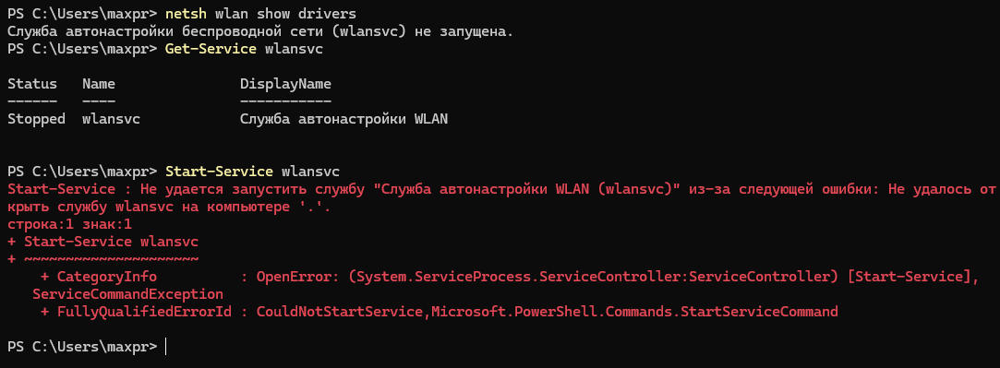 PS C:\Users\maxpr> netsh wlan show drivers
Служба автонастройки беспроводной сети (wlansvc) не запущена.
PS C:\Users\maxpr> Get-Service wlansvc
Status   Name               DisplayName
------   ----               -----------
Stopped  wlansvc            Служба автонастройки WLAN
PS C:\Users\maxpr> Start-Service wlansvc
Start-Service : Не удается запустить службу "Служба автонастройки WLAN (wlansvc)" из-за следующей ошибки: Не удалось от
крыть службу wlansvc на компьютере '.'.
строка:1 знак:1
+ Start-Service wlansvc
+ ~~~~~~~~~~~~~~~~~~~~~
    + CategoryInfo          : OpenError: (System.ServiceProcess.ServiceController:ServiceController) [Start-Service],
   ServiceCommandException
    + FullyQualifiedErrorId : CouldNotStartService,Microsoft.PowerShell.Commands.StartServiceCommand
PS C:\Users\maxpr>